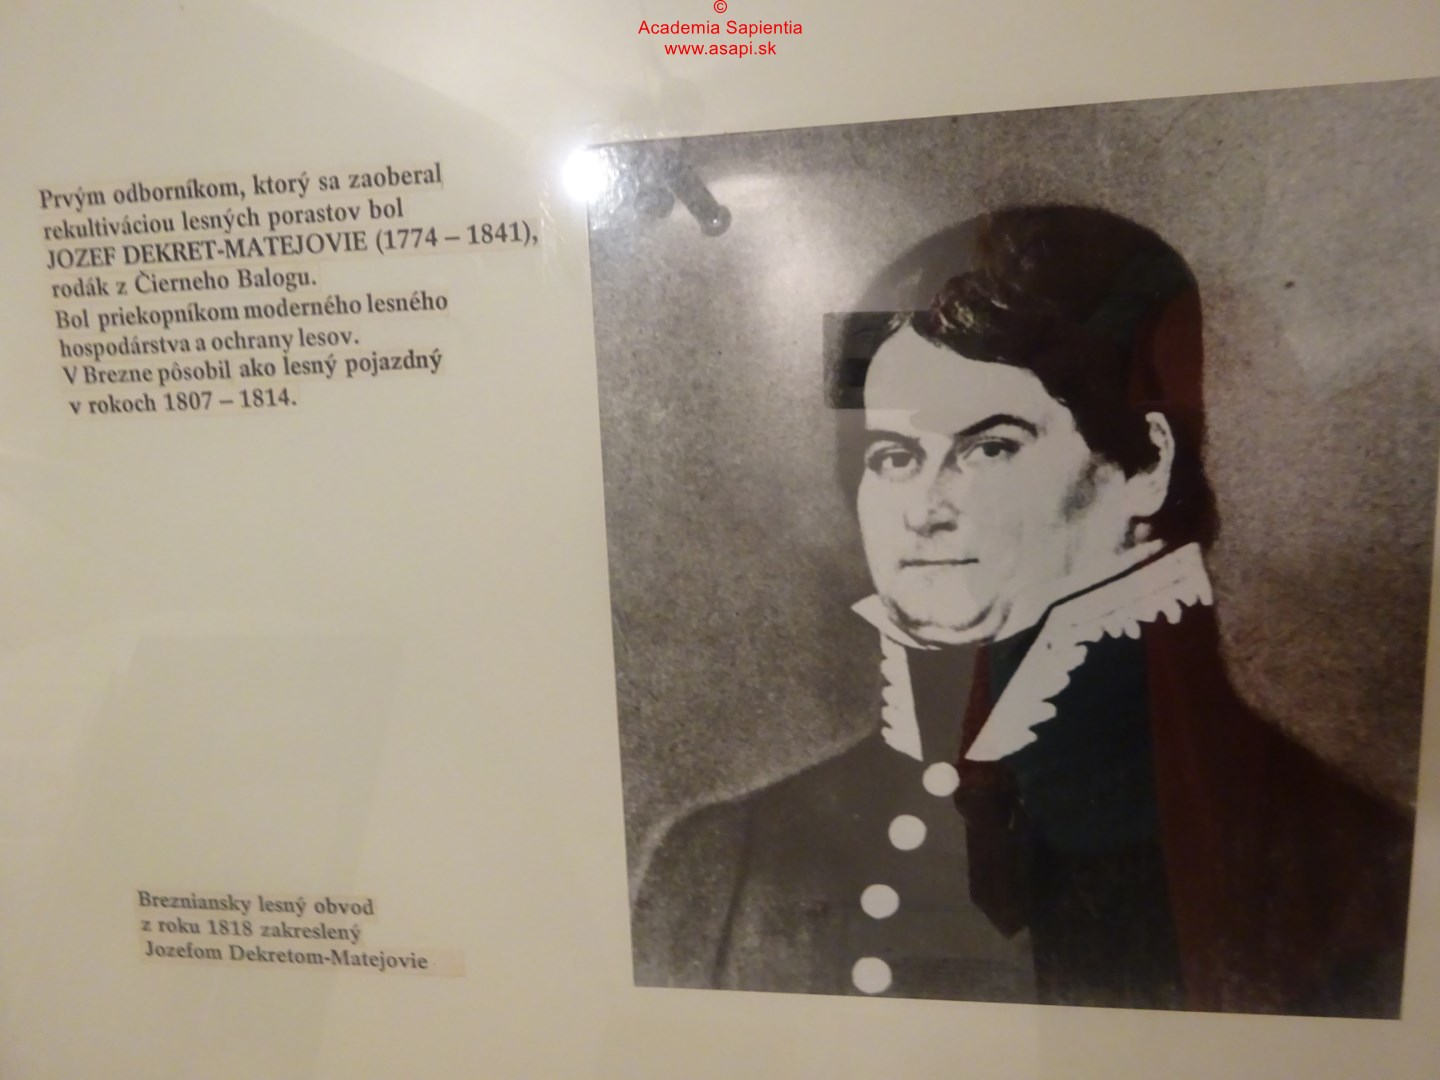 ©
Academia Sapientia
www.asapi.sk
Prvým odborníkom, ktorý sa zaoberal
rekultiváciou lesných porastov bol
JOZEF DEKRET-MATEJOVIE (1774 – 1841),
rodák z Čierneho Balogu.
Bol priekopníkom moderného lesného
hospodárstva a ochrany lesov.
V Brezne pôsobil ako lesný pojazdný
v rokoch 1807 – 1814.
Brezniansky lesný obvod
z roku 1818 zakreslený
Jozefom Dekretom-Matejovie